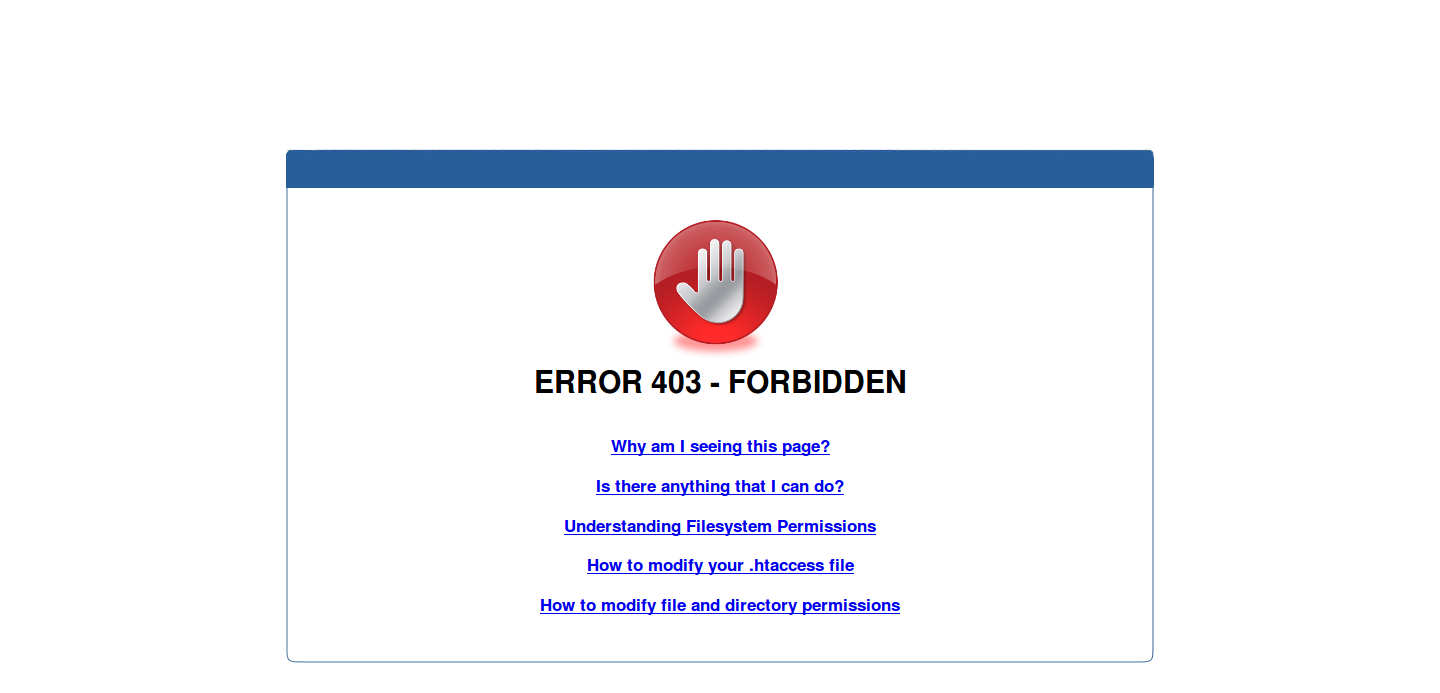 ERROR 403 - FORBIDDEN
Why am I seeing this page?
Is there anything that I can do?
Understanding Filesystem Permissions
How to modify your .htaccess file
How to modify file and directory permissions